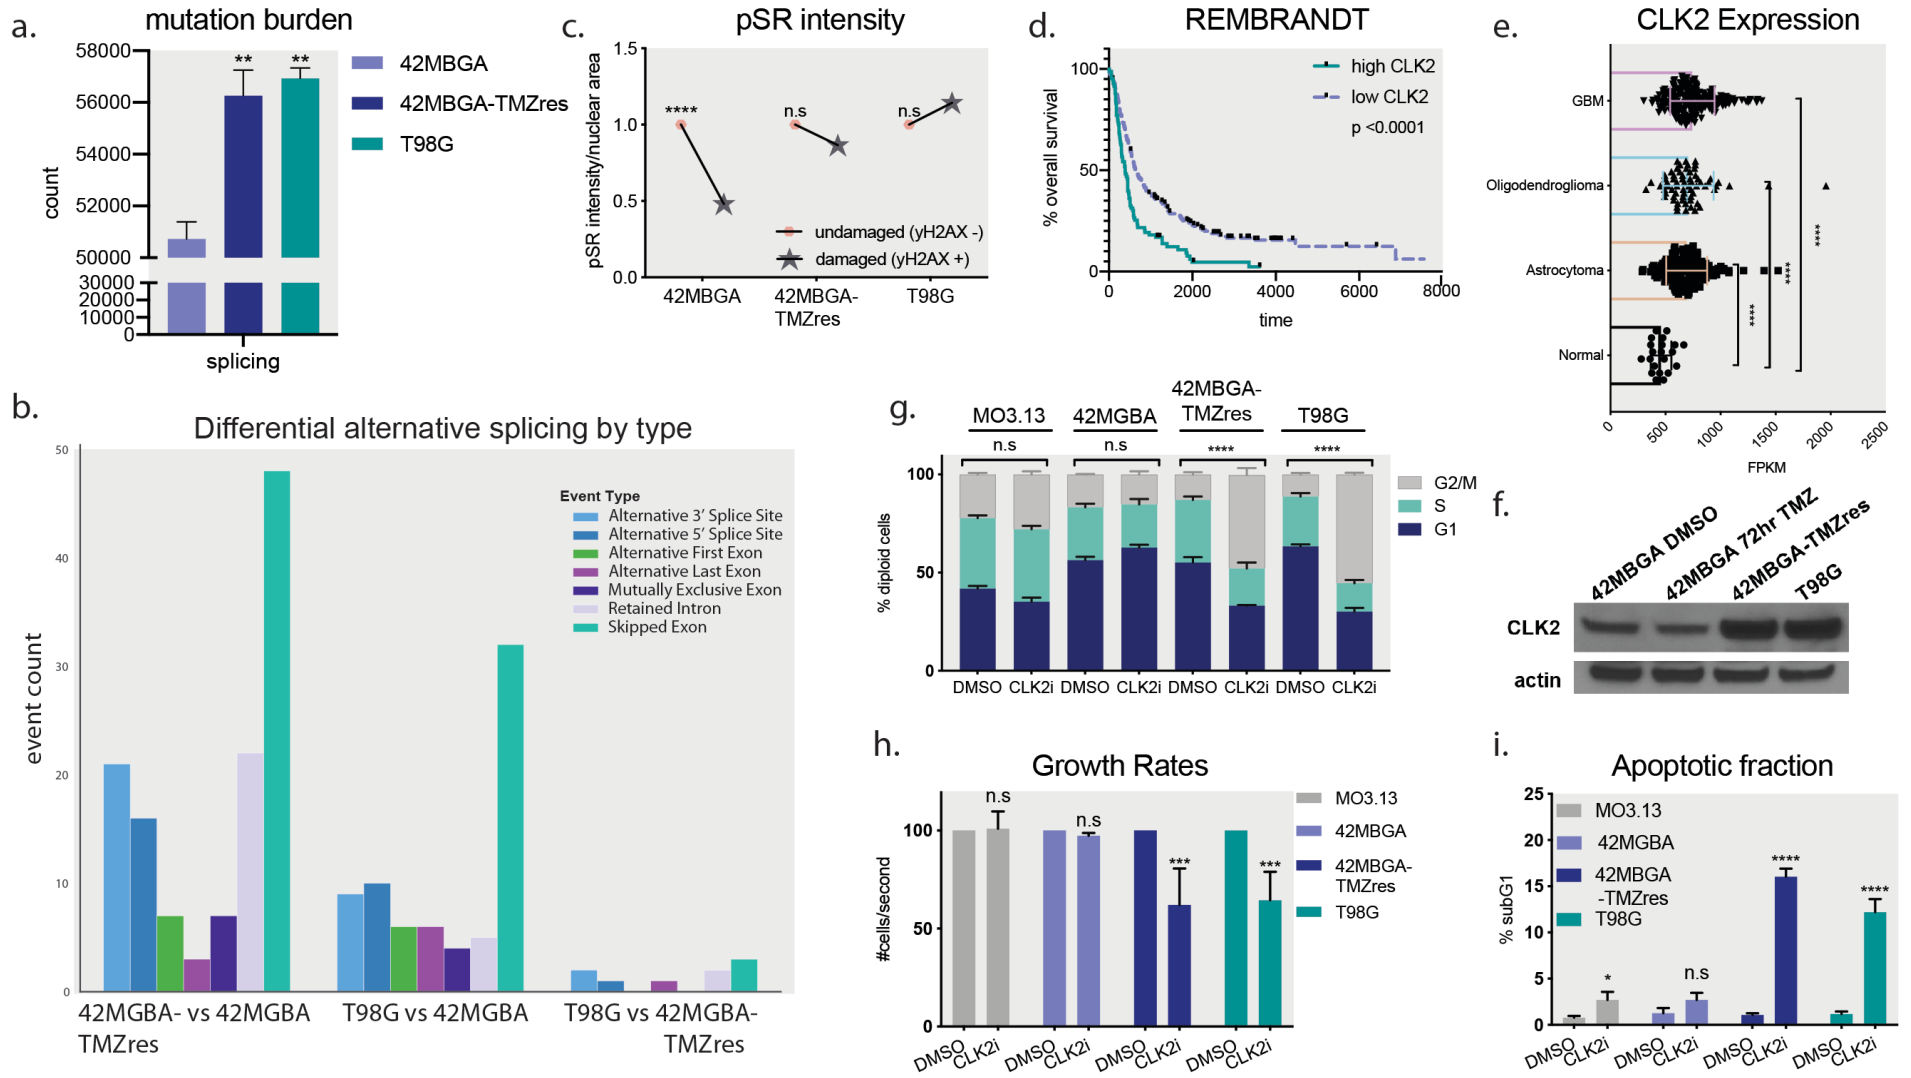 a.
mutation burden
58000
56000
54000
52000
50000
30000
20000
10000
0
count
** **
splicing
42MBGA
42MBGA-TMZres
T98G
b.
Differential alternative splicing by type
50
40
30
20
10
0
event count
Event Type
Alternative 3′ Splice Site
Alternative 5′ Splice Site
Alternative First Exon
Alternative Last Exon
Mutually Exclusive Exon
Retained Intron
Skipped Exon
42MGBA- vs 42MGBA
TMZres
T98G vs 42MGBA
T98G vs 42MGBA-
TMZres
c.
pSR intensity
1.5
1.0
0.5
0.0
pSR intensity/nuclear area
**** n.s n.s
undamaged (yH2AX -)
damaged (yH2AX +)
42MBGA
42MBGA-
TMZres
T98G
d.
REMBRANDT
100
50
0
% overall survival
high CLK2
low CLK2
p <0.0001
0 2000 4000 6000 8000
time
e.
CLK2 Expression
GBM
Oligodendroglioma
Astrocytoma
Normal
****
****
****
0 500 1000 1500 2000 2500
FPKM
f.
42MBGA DMSO
42MBGA 72hr TMZ
42MBGA-TMZres
T98G
CLK2
actin
g.
MO3.13
42MGBA
42MBGA-
TMZres
T98G
n.s n.s **** ****
100
50
0
% diploid cells
G2/M
S
G1
DMSO CLK2i DMSO CLK2i DMSO CLK2i DMSO CLK2i
h.
Growth Rates
100
50
0
#cells/second
n.s n.s *** ***
MO3.13
42MBGA
42MBGA-
TMZres
T98G
DMSO CLK2i DMSO CLK2i DMSO CLK2i DMSO CLK2i
i.
Apoptotic fraction
25
20
15
10
5
0
% subG1
MO3.13
42MGBA
42MBGA
-TMZres
T98G
* n.s **** ****
DMSO CLK2i DMSO CLK2i DMSO CLK2i DMSO CLK2i